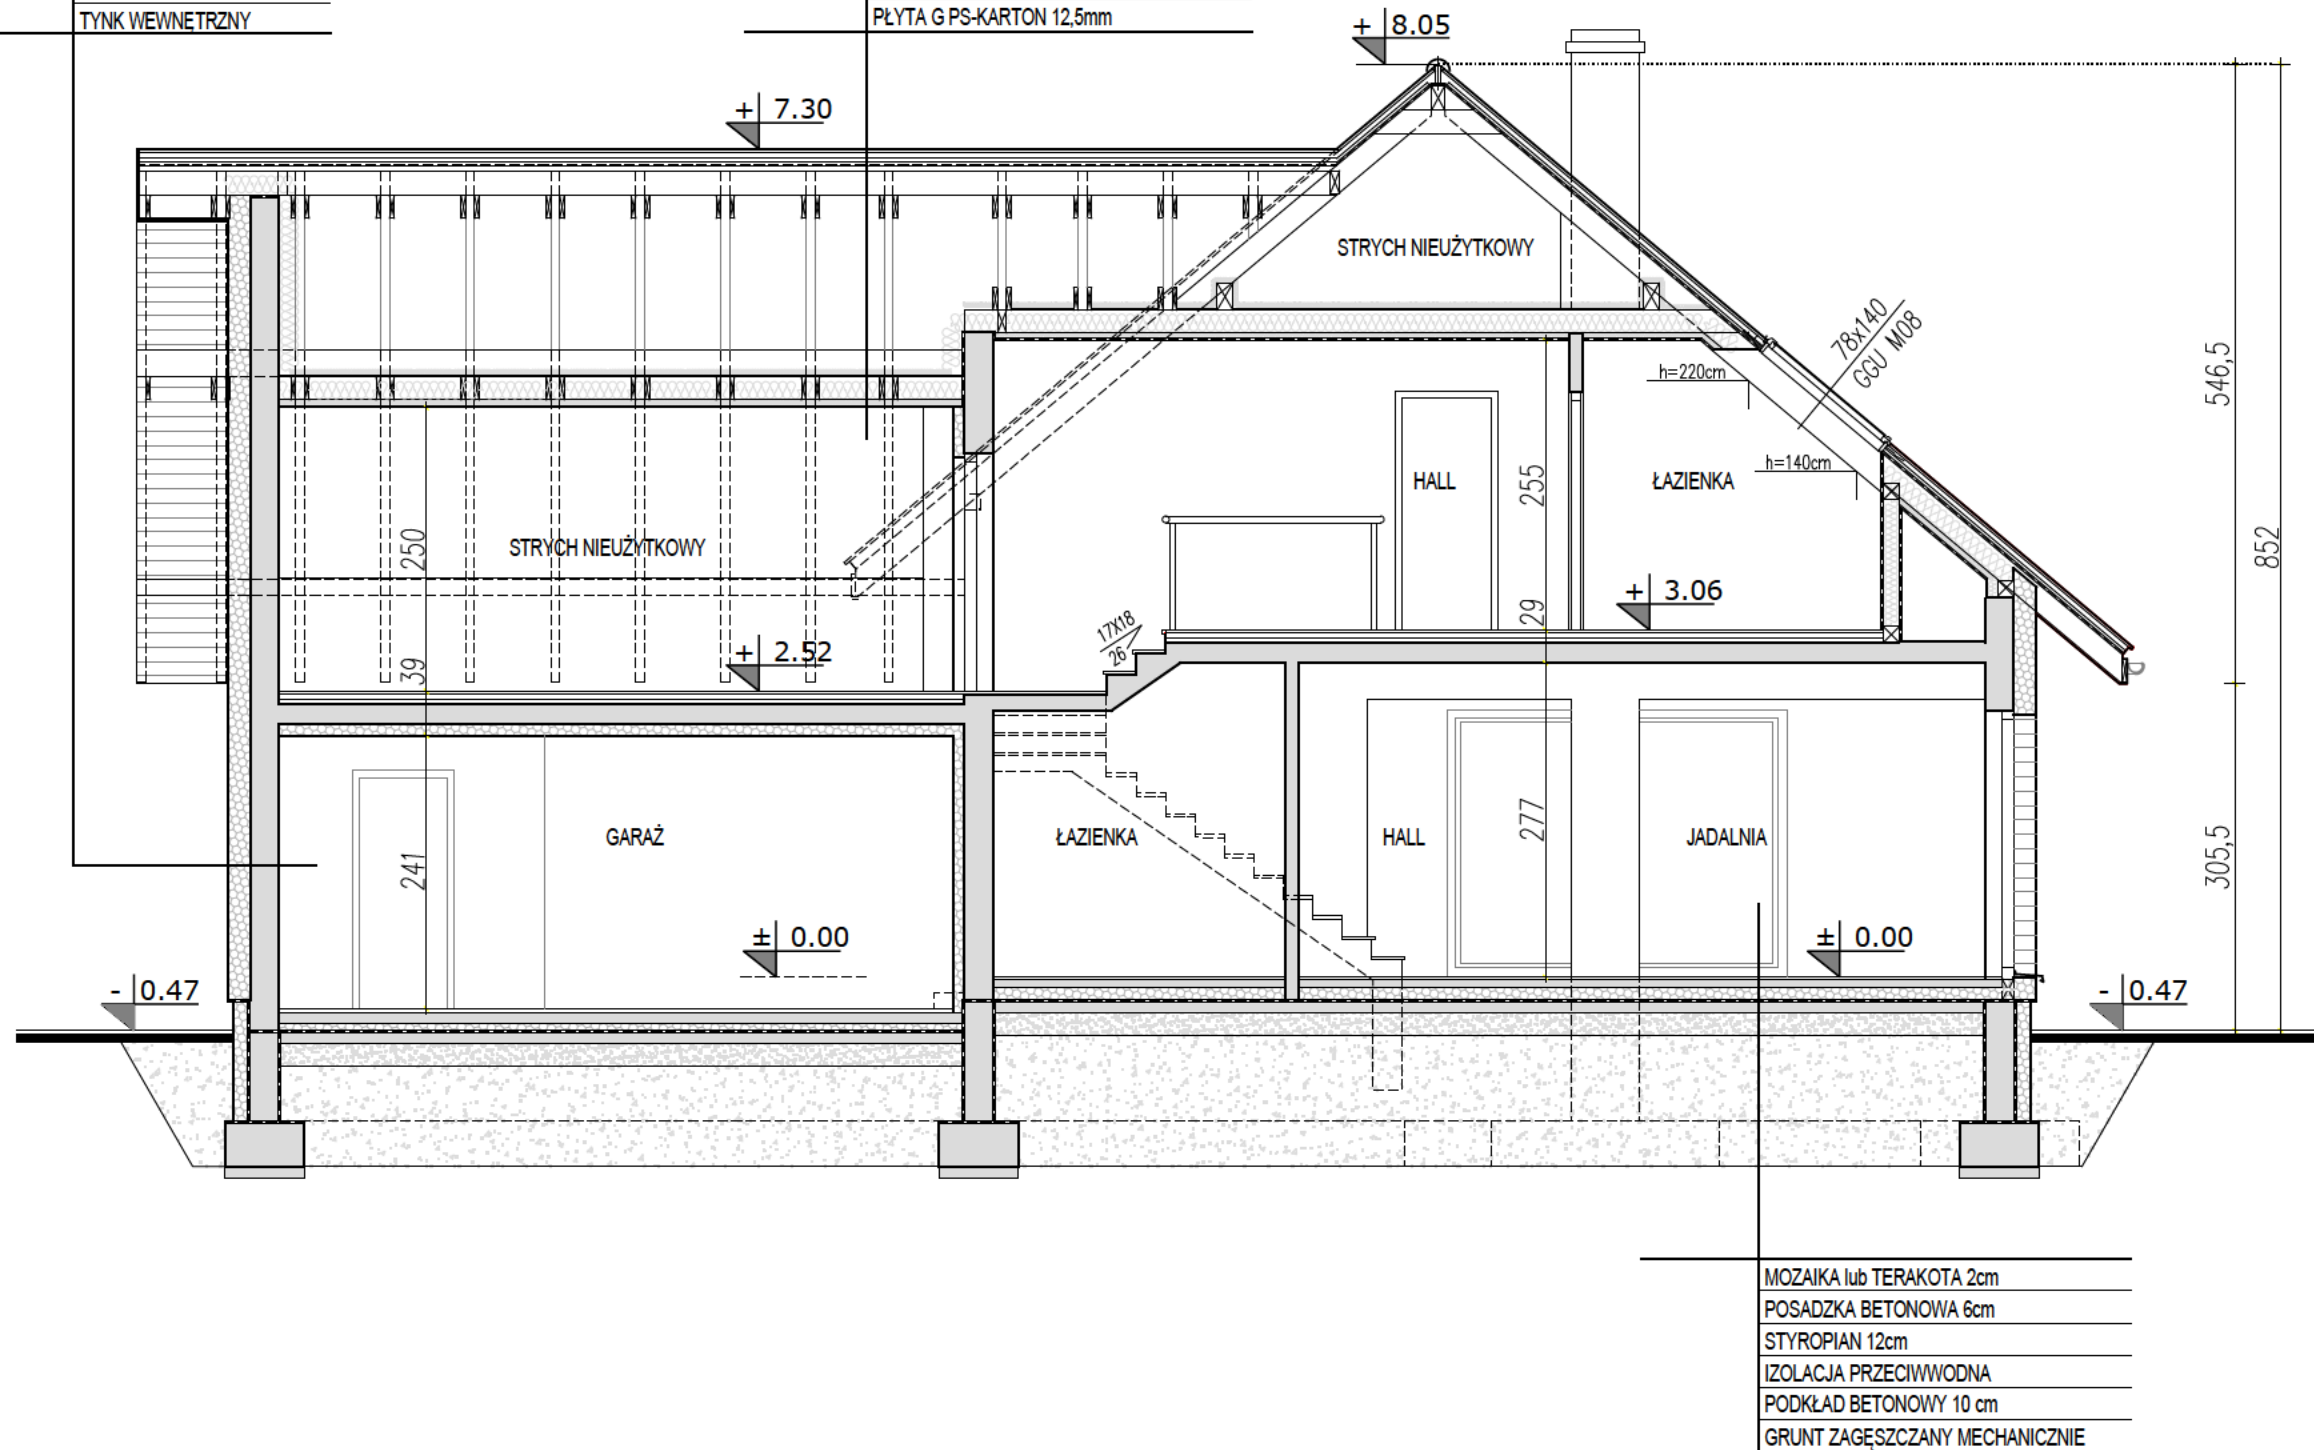 TYNK WEWNĘTRZNY
PŁYTA G PS-KARTON 12,5mm
+ 8.05
+ 7.30
STRYCH NIEUŻYTKOWY
78x140
GGU M08
h=220cm
546,5
h=140cm
HALL
255
ŁAZIENKA
852
250
STRYCH NIEUŻYTKOWY
+ 3.06
29
17X18
26
+ 2.52
39
GARAŻ
241
ŁAZIENKA
HALL
277
JADALNIA
305,5
± 0.00
± 0.00
- 0.47
- 0.47
MOZAIKA lub TERAKOTA 2cm
POSADZKA BETONOWA 6cm
STYROPIAN 12cm
IZOLACJA PRZECIWWODNA
PODKŁAD BETONOWY 10 cm
GRUNT ZAGĘSZCZANY MECHANICZNIE